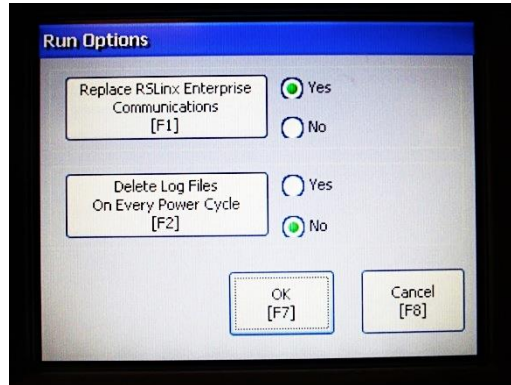 Run Options
Replace RSLinx Enterprise
Communications
[F1]
Yes
No
Delete Log Files
On Every Power Cycle
[F2]
Yes
No
OK
[F7]
Cancel
[F8]